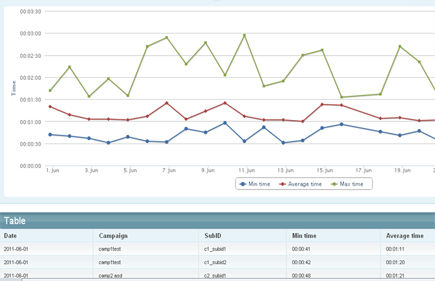 00:03:30
00:03:00
00:02:30
00:02:00
00:01:30
00:01:00
00:00:30
00:00:00
Time
1. Jun 3. Jun 5. Jun 7. Jun 9. Jun 11. Jun 13. Jun 15. Jun 17. Jun 19. Jun 2
Min time Average time Max time
Table
Date Campaign SubID Min time Average time
2011-06-01 camp1test c1_subid1 00:00:41 00:01:11
2011-06-01 camp1test c1_subid2 00:00:42 00:01:20
2011-06-01 camp2 c2_subid1 00:00:48 00:01:21